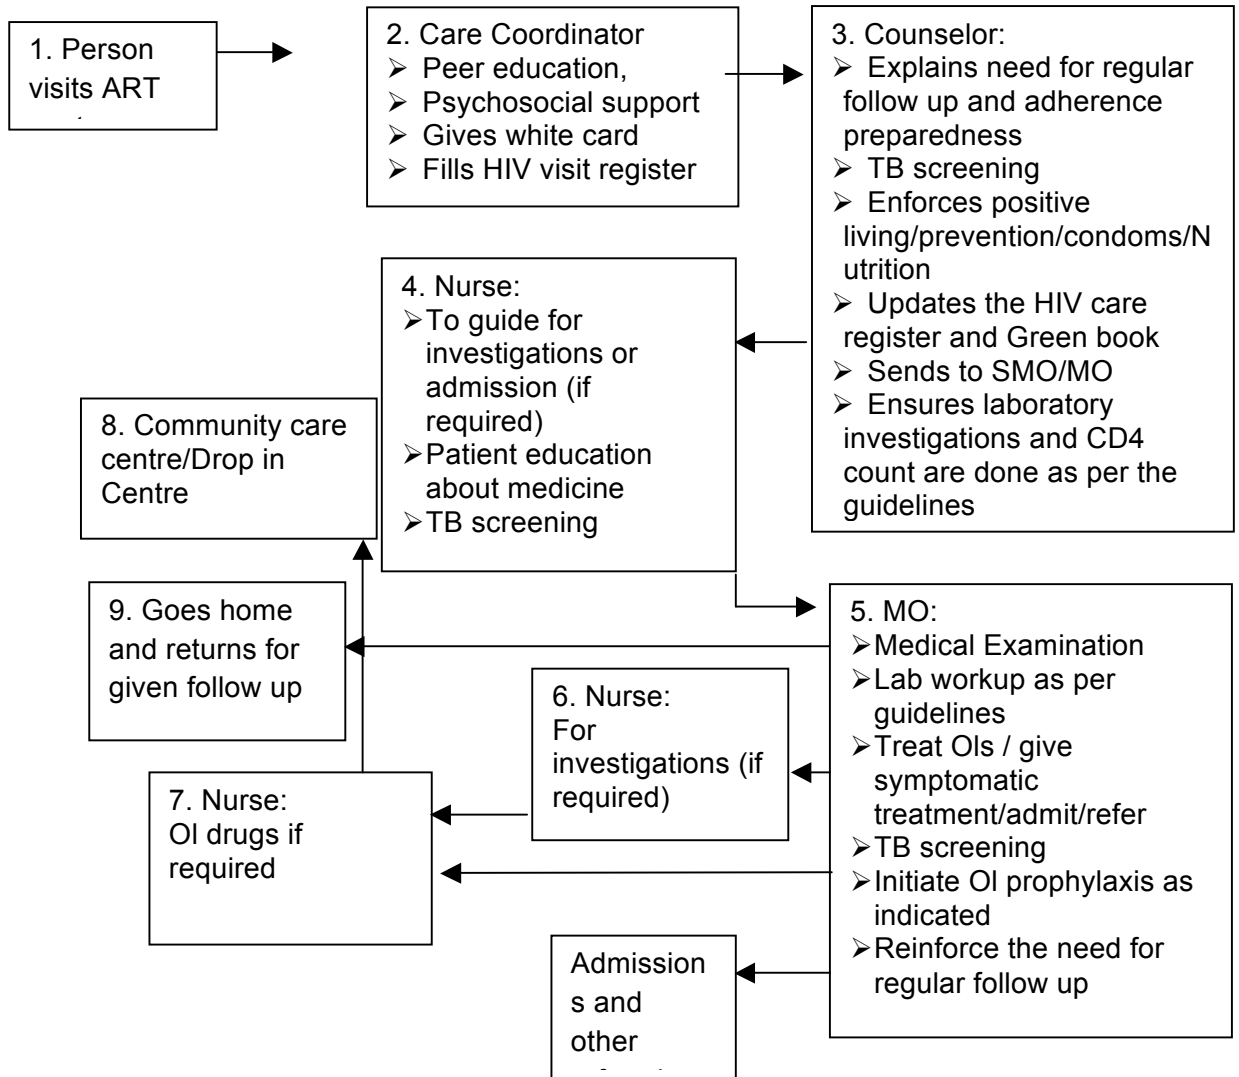 1. Person
visits ART
2. Care Coordinator
➢ Peer education,
➢ Psychosocial support
➢ Gives white card
➢ Fills HIV visit register
3. Counselor:
➢ Explains need for regular
follow up and adherence
preparedness
➢ TB screening
➢ Enforces positive
living/prevention/condoms/N
utrition
➢ Updates the HIV care
register and Green book
➢ Sends to SMO/MO
➢ Ensures laboratory
investigations and CD4
count are done as per the
guidelines
4. Nurse:
➢To guide for
investigations or
admission (if
required)
➢Patient education
about medicine
➢TB screening
5. MO:
➢Medical Examination
➢Lab workup as per
guidelines
➢Treat OIs / give
symptomatic
treatment/admit/refer
➢TB screening
➢Initiate OI prophylaxis as
indicated
➢Reinforce the need for
regular follow up
6. Nurse:
For
investigations (if
required)
7. Nurse:
OI drugs if
required
8. Community care
centre/Drop in
Centre
9. Goes home
and returns for
given follow up
Admission
s and
other